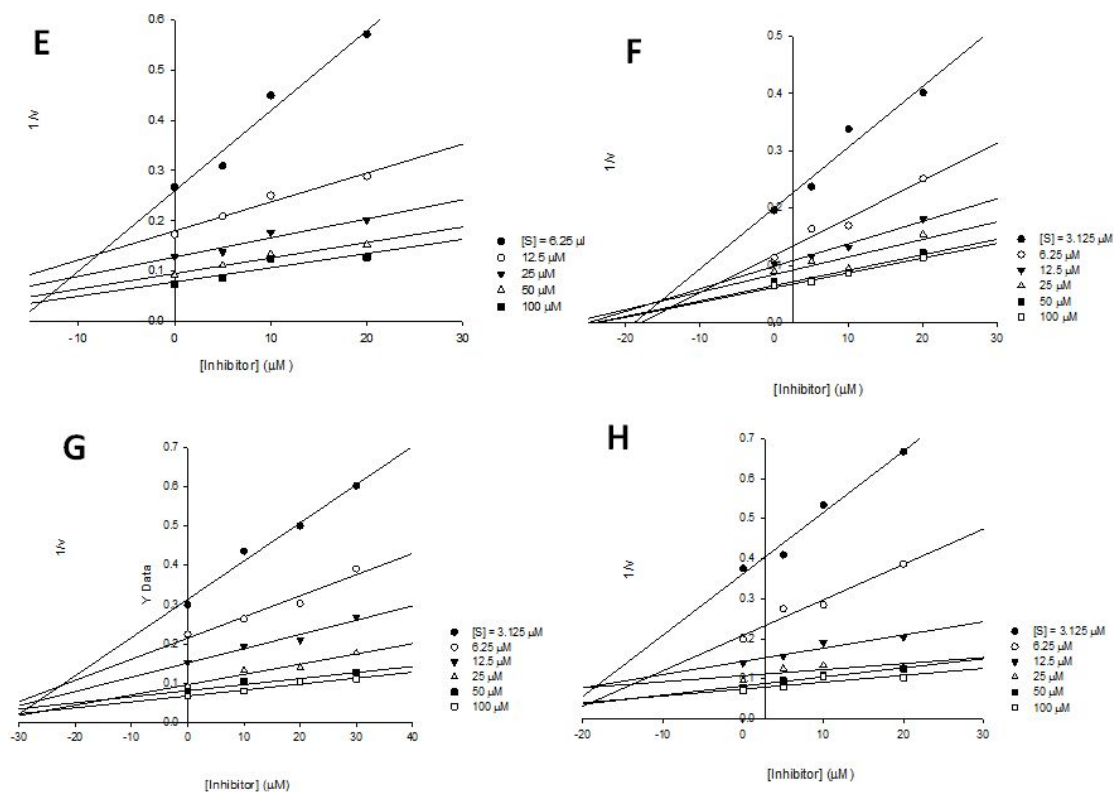 E
0.6
0.5
0.4
1/v
0.3
0.2
0.1
0.0
-10 0 10 20 30
[Inhibitor] (µM)
[S] = 6.25 µl
12.5 µM
25 µM
50 µM
100 µM
F
0.5
0.4
0.3
1/v
0.2
0.0
-20 -10 0 10 20 30
[Inhibitor] (µM)
[S] = 3.125 µM
6.25 µM
12.5 µM
25 µM
50 µM
100 µM
G
0.7
0.6
0.5
1/v
0.4
Y Data
0.3
0.2
0.1
0.0
-30 -20 -10 0 10 20 30 40
[Inhibitor] (µM)
[S] = 3.125 µM
6.25 µM
12.5 µM
25 µM
50 µM
100 µM
H
0.7
0.6
0.5
1/v
0.4
0.3
0.2
0.1
0.0
-20 -10 0 10 20 30
[Inhibitor] (µM)
[S] = 3.125 µM
6.25 µM
12.5 µM
25 µM
50 µM
100 µM